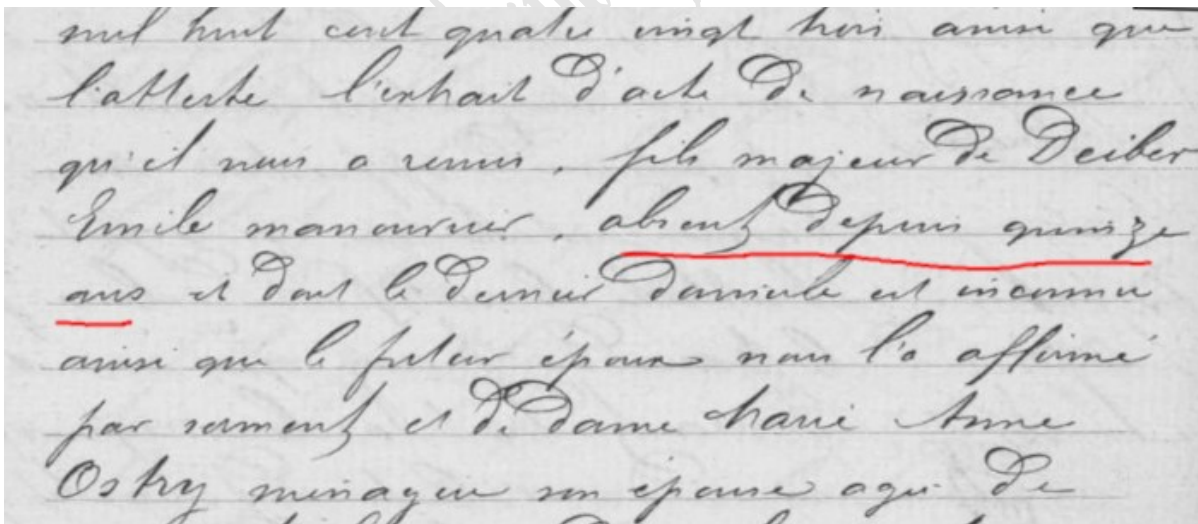 mil huit cent quatre vingt trois ainsi que
l'atteste l'extrait d'acte de naissance
qu'il nous a remis, fils majeur de Deiber
Emile manouvrier, absent depuis quinze
ans et dont le dernier domicile est inconnu
ainsi que le futur époux nous l'a affirmé
par serment et de dame Marie Anne
Ostry ménagère son épouse agée de